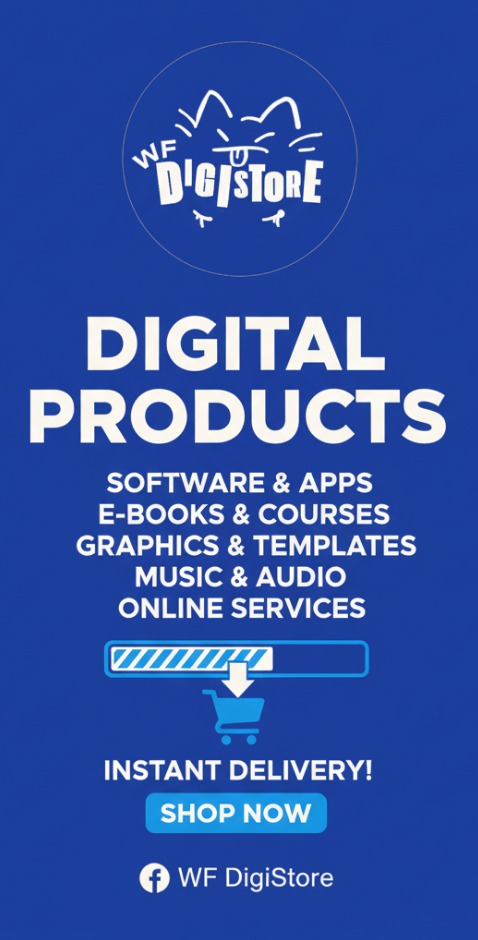 WF
DIGISTORE
DIGITAL
PRODUCTS
SOFTWARE & APPS
E-BOOKS & COURSES
GRAPHICS & TEMPLATES
MUSIC & AUDIO
ONLINE SERVICES
INSTANT DELIVERY!
SHOP NOW
WF DigiStore